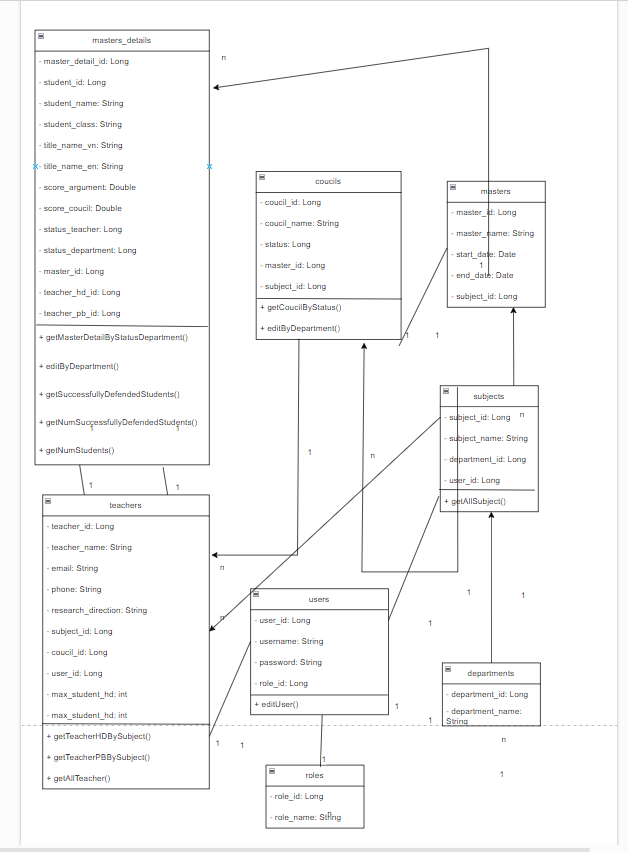 masters_details
- master_detail_id: Long
- student_id: Long
- student_name: String
- student_class: String
- title_name_vn: String
- title_name_en: String
- score_argument: Double
- score_coucil: Double
- status_teacher: Long
- status_department: Long
- master_id: Long
- teacher_hd_id: Long
- teacher_pb_id: Long
+ getMasterDetailByStatusDepartment()
+ editByDepartment()
+ getSuccessfullyDefendedStudents()
+ getNumSuccessfullyDefendedStudents()
1
1
+ getNumStudents()
n
coucils
- coucil_id: Long
- coucil_name: String
- status: Long
- master_id: Long
- subject_id: Long
+ getCoucilByStatus()
+ editByDepartment()
masters
- master_id: Long
- master_name: String
- start_date: Date
1
- end_date: Date
- subject_id: Long
1
1
subjects
- subject_id: Long
n
- subject_name: String
- department_id: Long
- user_id: Long
+ getAllSubject()
1
n
1
1
teachers
- teacher_id: Long
- teacher_name: String
- email: String
- phone: String
- research_direction: String
- subject_id: Long
- coucil_id: Long
- user_id: Long
- max_student_hd: int
- max_student_hd: int
+ getTeacherHDBySubject()
+ getTeacherPBBySubject()
+ getAllTeacher()
n
n
users
- user_id: Long
- username: String
- password: String
- role_id: Long
+ editUser()
1
1
1
1
1
departments
- department_id: Long
- department_name:
String
n
1
1
1
1
roles
- role_id: Long
- role_name: String
n